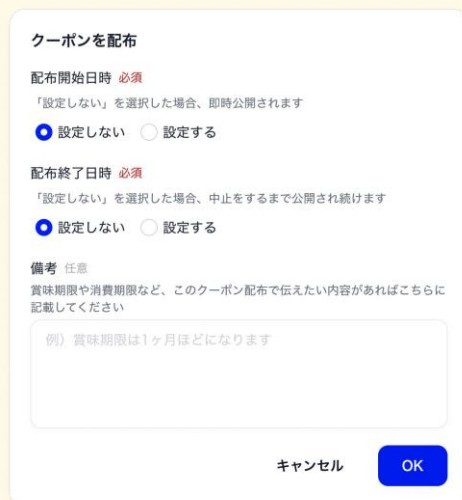 クーポンを配布
配布開始日時 必須
「設定しない」を選択した場合、即時公開されます
設定しない 設定する
配布終了日時 必須
「設定しない」を選択した場合、中止をするまで公開され続けます
設定しない 設定する
備考 任意
賞味期限や消費期限など、このクーポン配布で伝えたい内容があればこちらに
記載してください
例）賞味期限は1ヶ月ほどになります
キャンセル OK